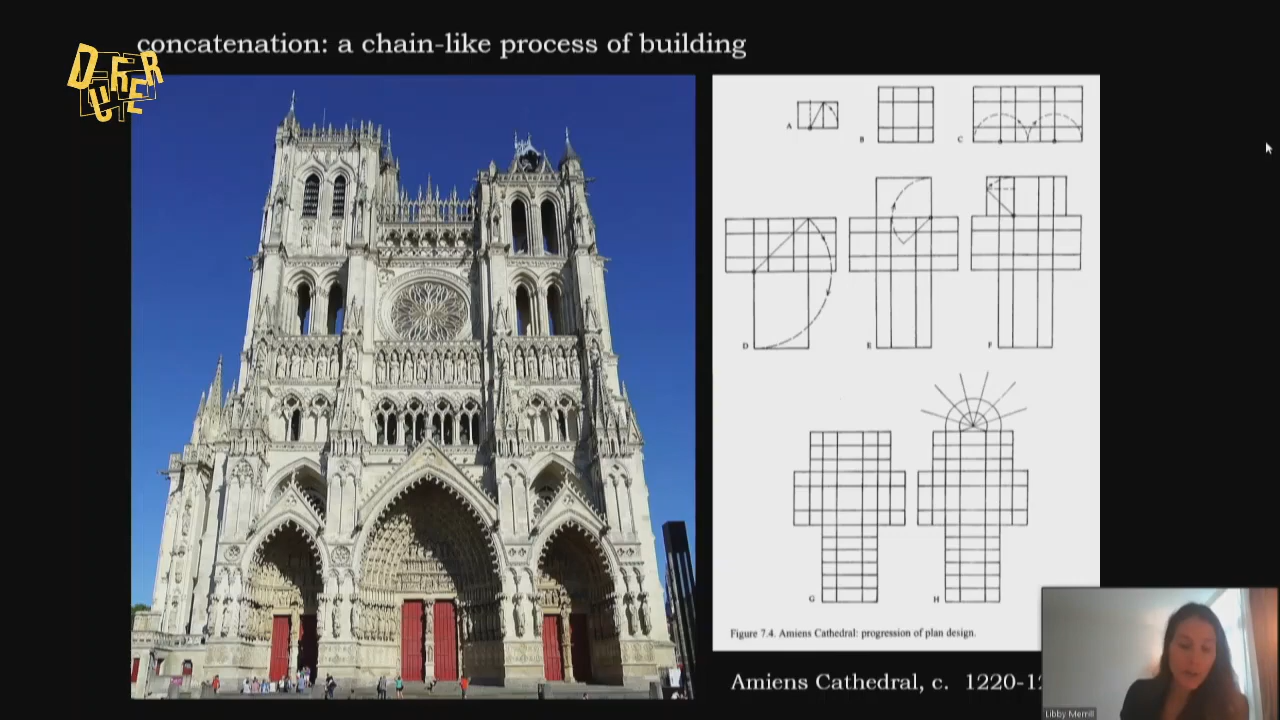 concatenation: a chain-like process of building
DURER
A
B
C
D
E
F
G
H
Figure 7.4. Amiens Cathedral: progression of plan design.
Amiens Cathedral, c. 1220-12
Libby Merrill